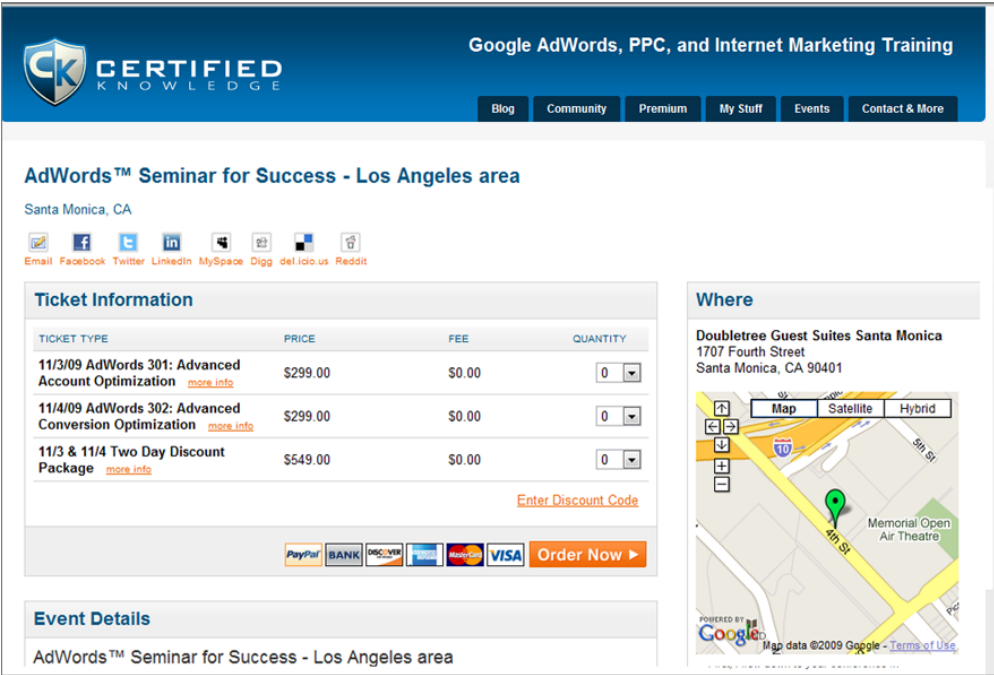 CK CERTIFIED
KNOWLEDGE
Google AdWords, PPC, and Internet Marketing Training
Blog Community Premium My Stuff Events Contact & More
AdWords™ Seminar for Success - Los Angeles area
Santa Monica, CA
Email Facebook Twitter LinkedIn MySpace Digg del.icio.us Reddit
Ticket Information
TICKET TYPE PRICE FEE QUANTITY
11/3/09 AdWords 301: Advanced
Account Optimization more info $299.00 $0.00 0
11/4/09 AdWords 302: Advanced
Conversion Optimization more info $299.00 $0.00 0
11/3 & 11/4 Two Day Discount
Package more info $549.00 $0.00 0
Enter Discount Code
PayPal BANK DISCOVER MasterCard VISA Order Now
Event Details
AdWords™ Seminar for Success - Los Angeles area
Where
Doubletree Guest Suites Santa Monica
1707 Fourth Street
Santa Monica, CA 90401
Map Satellite Hybrid
10
5th St
Memorial Open
Air Theatre
4th St
POWERED BY
Google
Map data ©2009 Google - Terms of Use